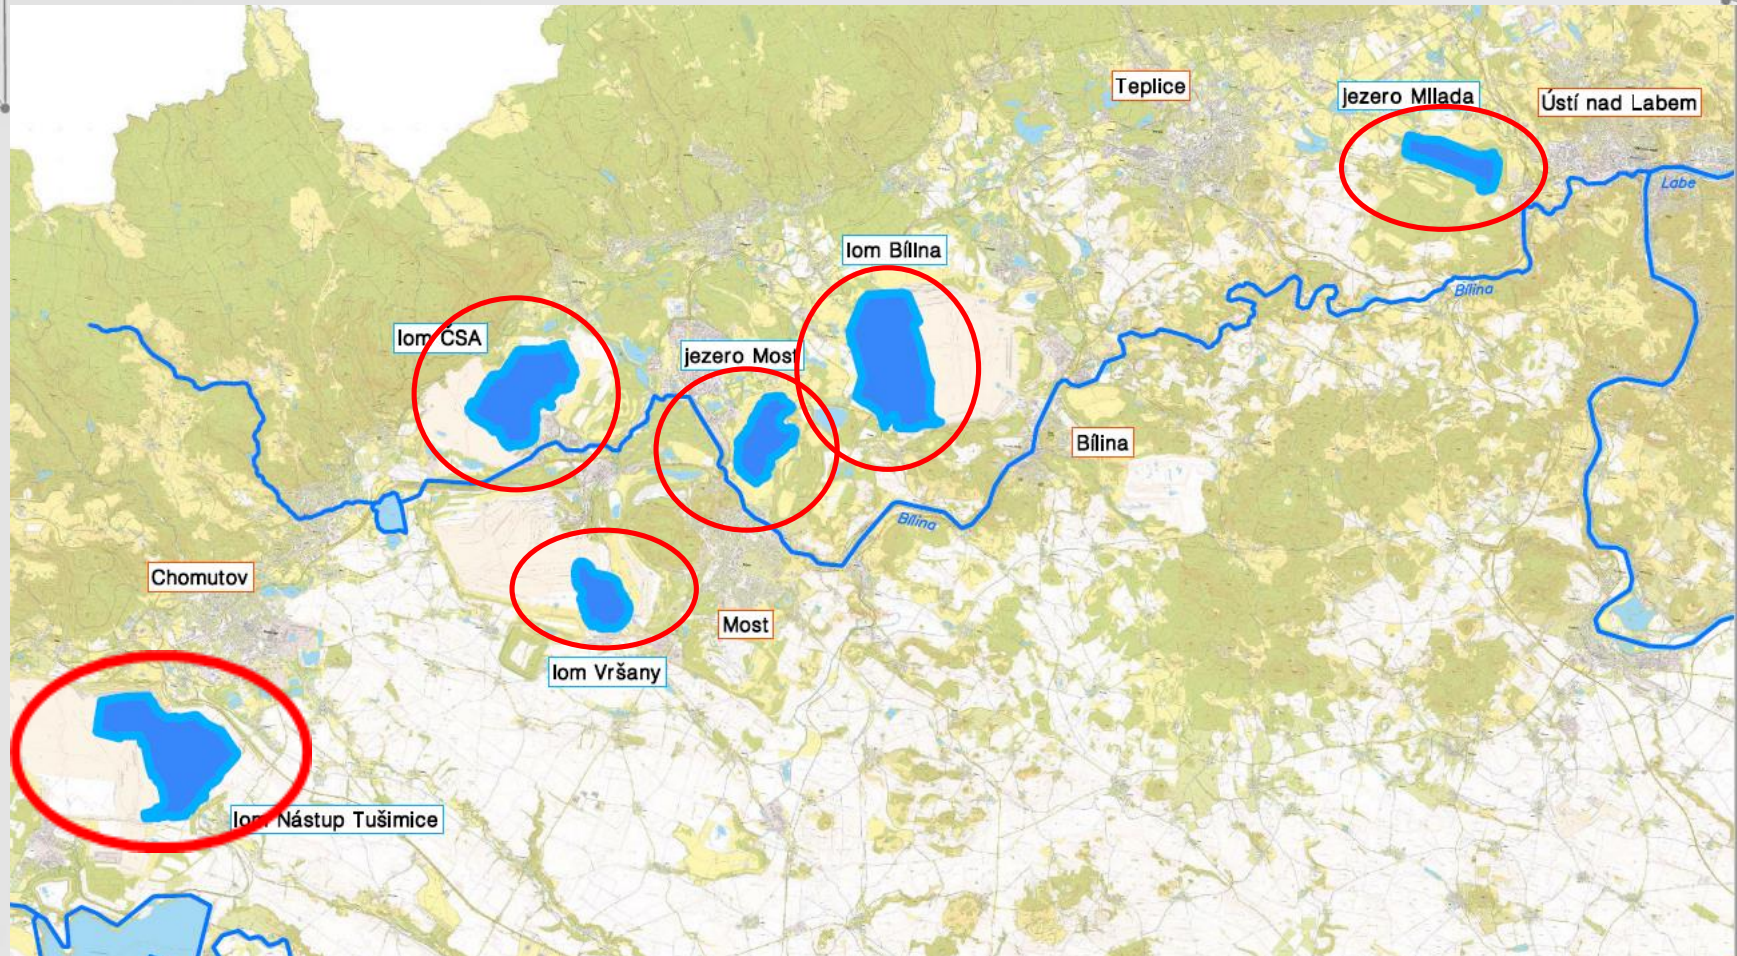 Teplice
jezero Milada
Ústí nad Labem
Labe
lom Bílina
Bílina
lom ČSA
jezero Most
Bílina
Bílina
Chomutov
Most
lom Vršany
lom Nástup Tušimice